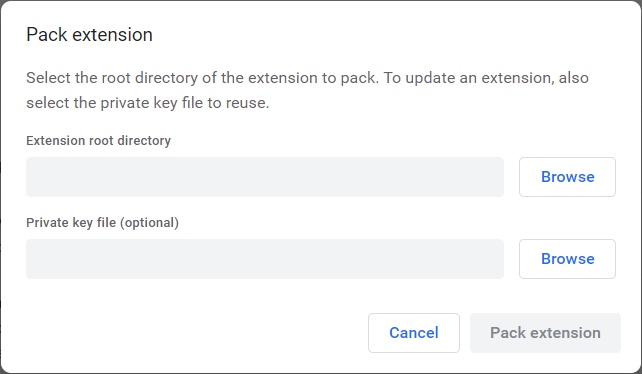 Pack extension
Select the root directory of the extension to pack. To update an extension, also
select the private key file to reuse.
Extension root directory
Browse
Private key file (optional)
Browse
Cancel
Pack extension